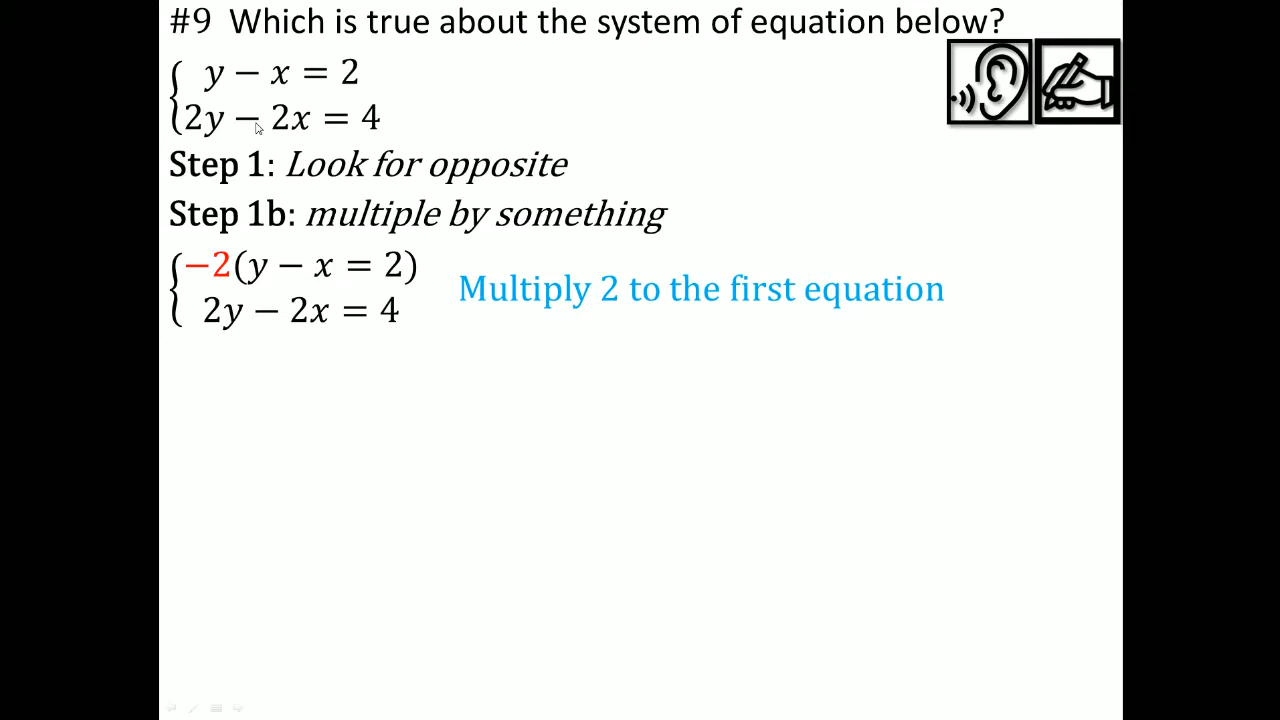 #9 Which is true about the system of equation below?
y − x = 2
2y − 2x = 4
Step 1: Look for opposite
Step 1b: multiple by something
−2(y − x = 2)
2y − 2x = 4
Multiply 2 to the first equation